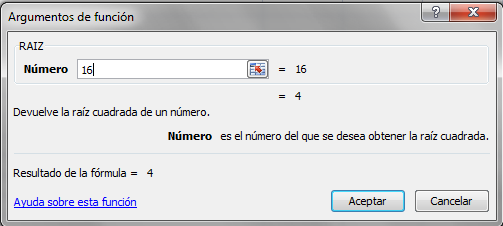 Argumentos de función
RAIZ
Número 16 = 16
= 4
Devuelve la raíz cuadrada de un número.
Número es el número del que se desea obtener la raíz cuadrada.
Resultado de la fórmula = 4
Ayuda sobre esta función Aceptar Cancelar